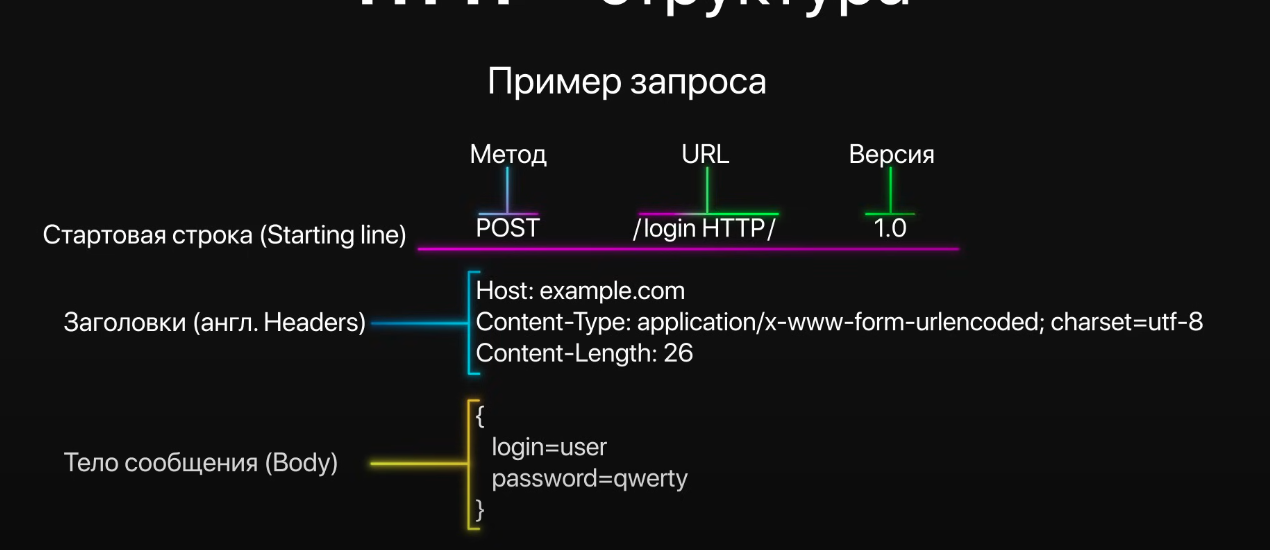 структура
Пример запроса
Метод URL Версия
Стартовая строка (Starting line) POST /login HTTP/ 1.0
Заголовки (англ. Headers)
Host: example.com
Content-Type: application/x-www-form-urlencoded; charset=utf-8
Content-Length: 26
Тело сообщения (Body)
{
login=user
password=qwerty
}